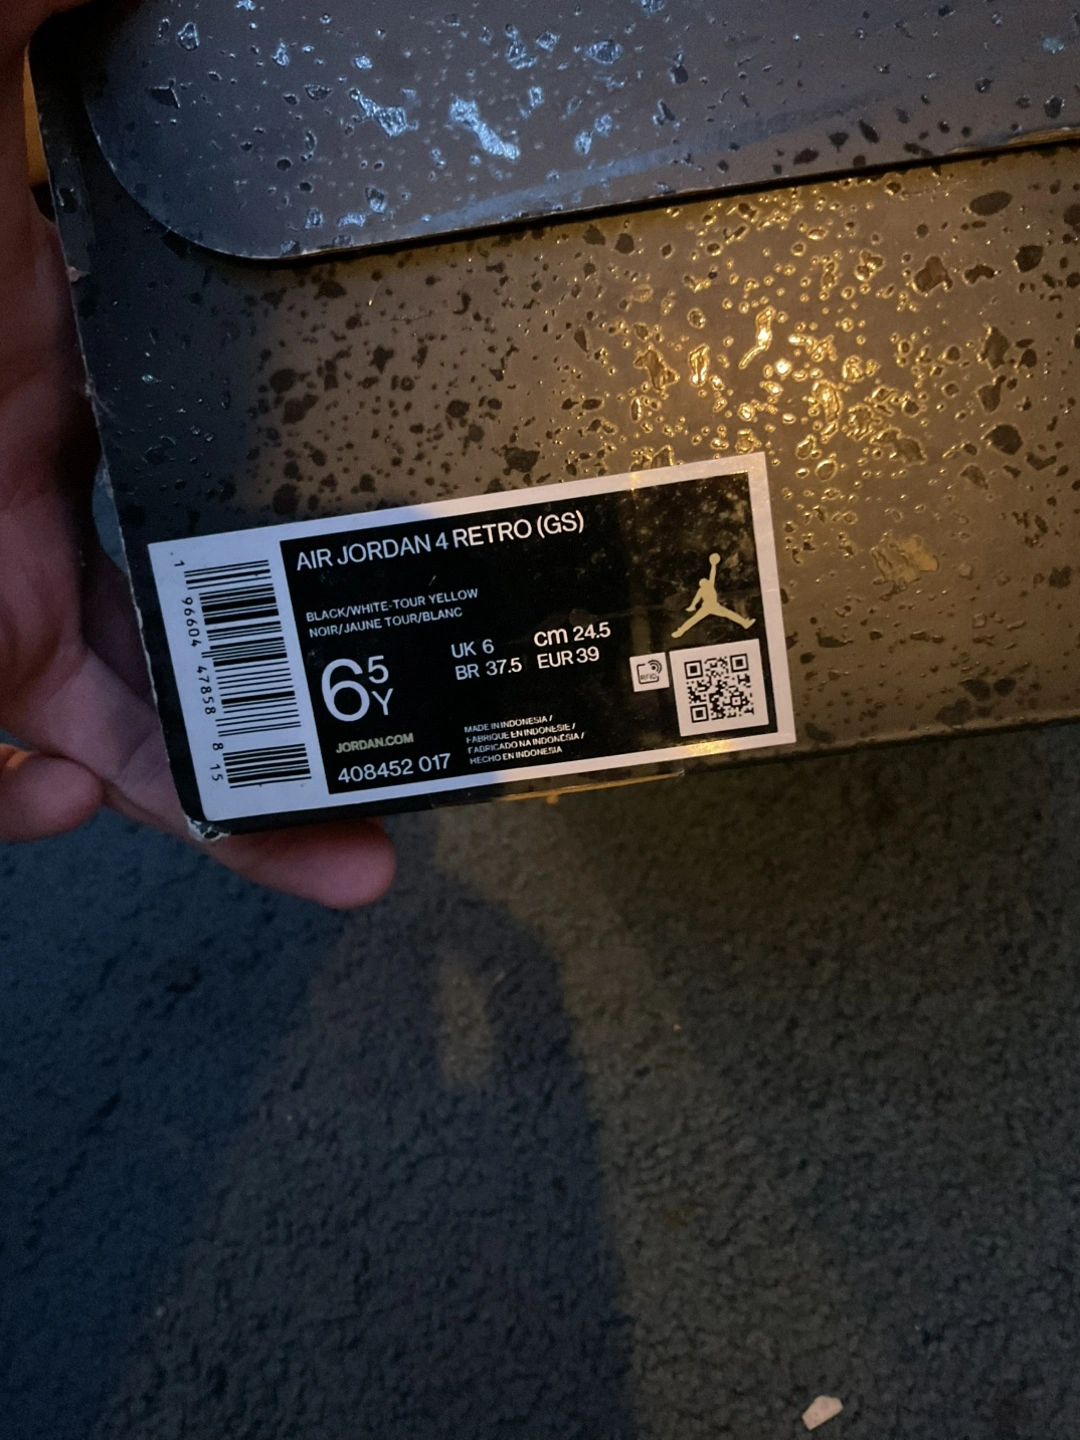 AIR JORDAN 4 RETRO (GS)
BLACK/WHITE-TOUR YELLOW
NOIR/JAUNE TOUR/BLANC
6 5 Y
UK 6
cm 24.5
BR 37.5
EUR 39
RFID
MADE IN INDONESIA /
FABRIQUE EN INDONESIE /
FABRICADO NA INDONÉSIA /
HECHO EN INDONESIA
JORDAN.COM
408452 017
1 96604 47858 8 15